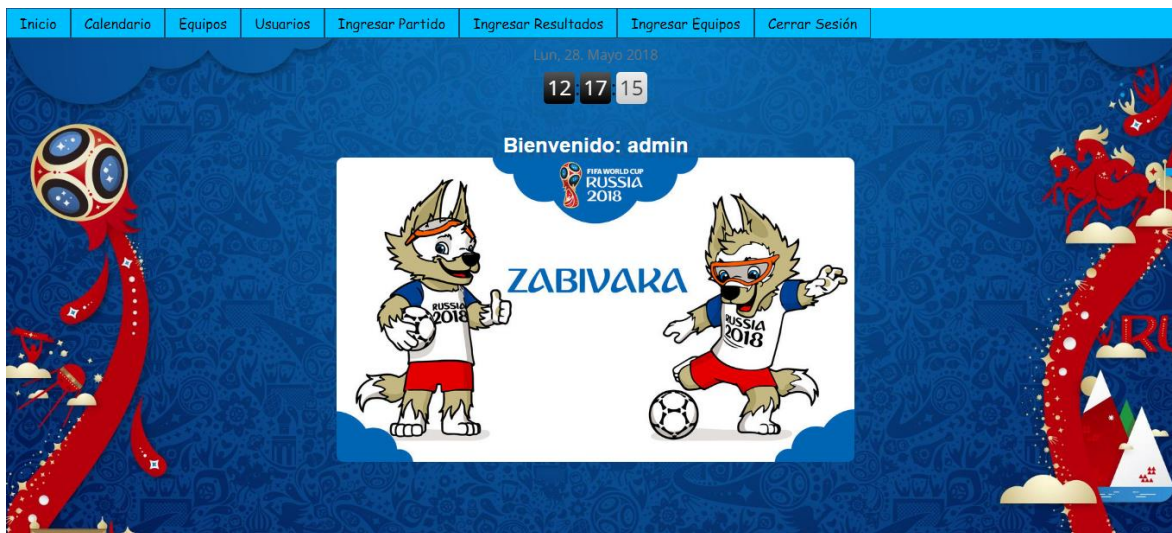 Inicio Calendario Equipos Usuarios Ingresar Partido Ingresar Resultados Ingresar Equipos Cerrar Sesión
Lun, 28. Mayo 2018
12:17:15
Bienvenido: admin
FIFA WORLD CUP
RUSSIA
2018
ZABIVAKA
RUSSIA
2018
RUSSIA
2018
RU